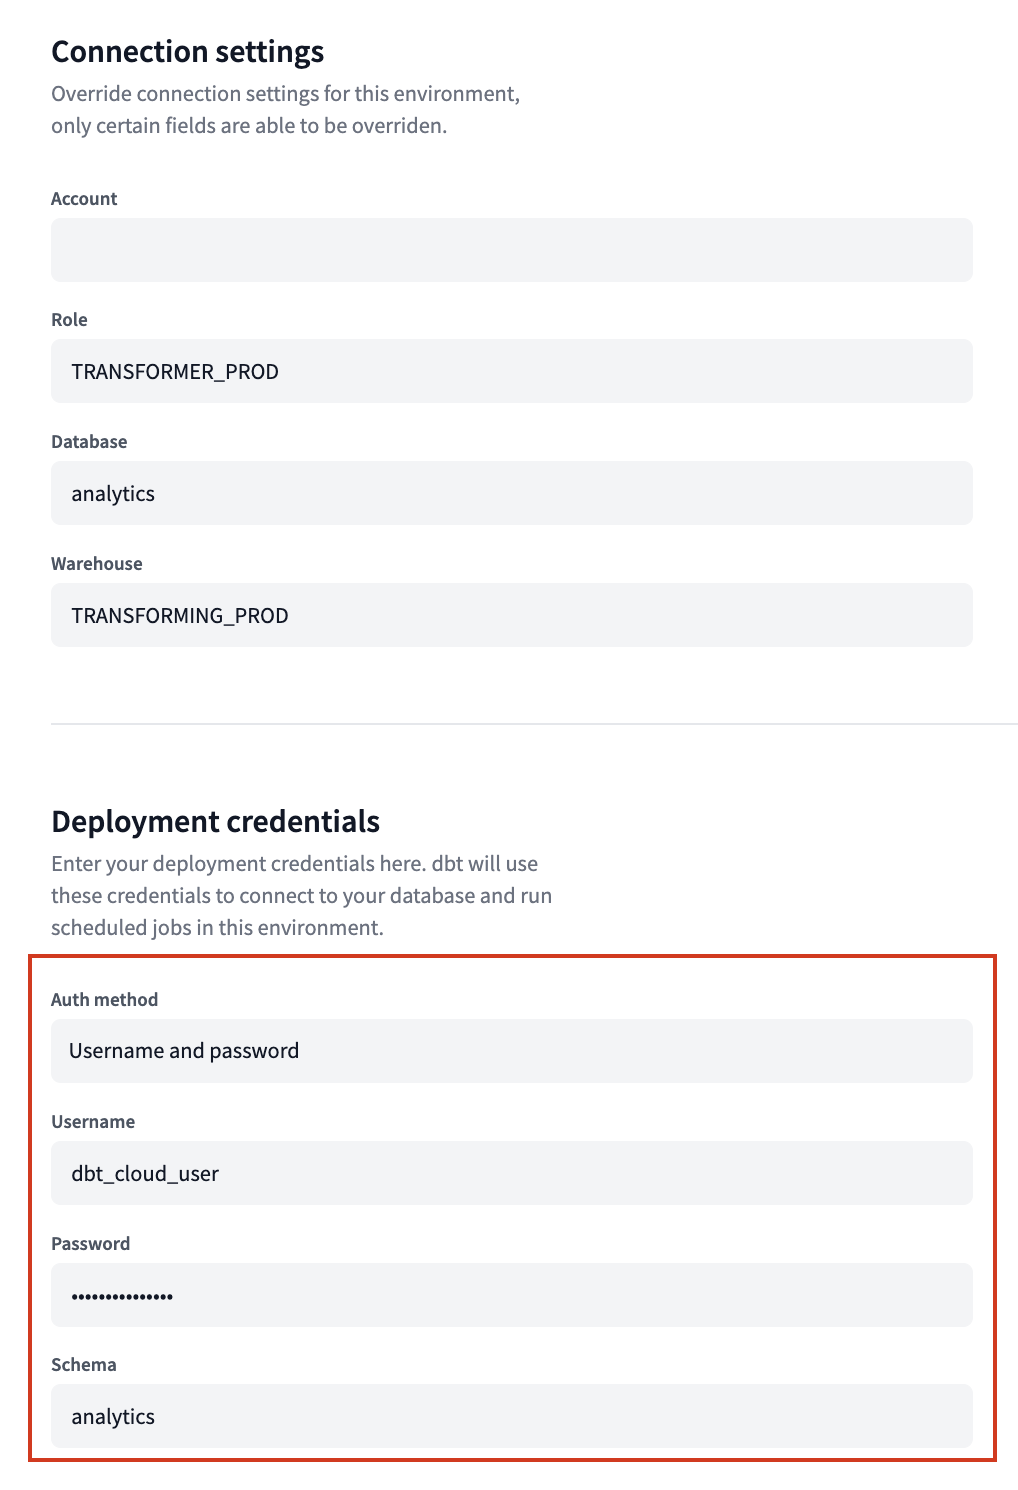 Connection settings
Override connection settings for this environment,
only certain fields are able to be overriden.
Account
Role
TRANSFORMER_PROD
Database
analytics
Warehouse
TRANSFORMING_PROD
Deployment credentials
Enter your deployment credentials here. dbt will use
these credentials to connect to your database and run
scheduled jobs in this environment.
Auth method
Username and password
Username
dbt_cloud_user
Password
•••••••••••••••
Schema
analytics